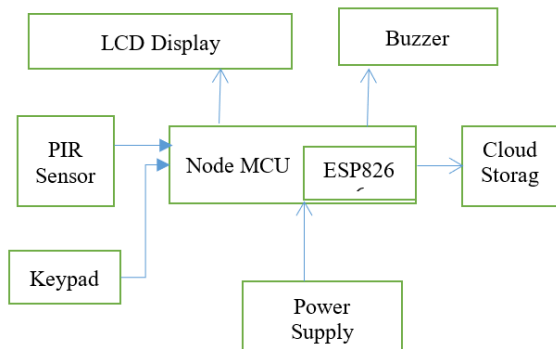 LCD Display
Buzzer
PIR
Sensor
Node MCU
ESP826
Cloud
Storag
Keypad
Power
Supply